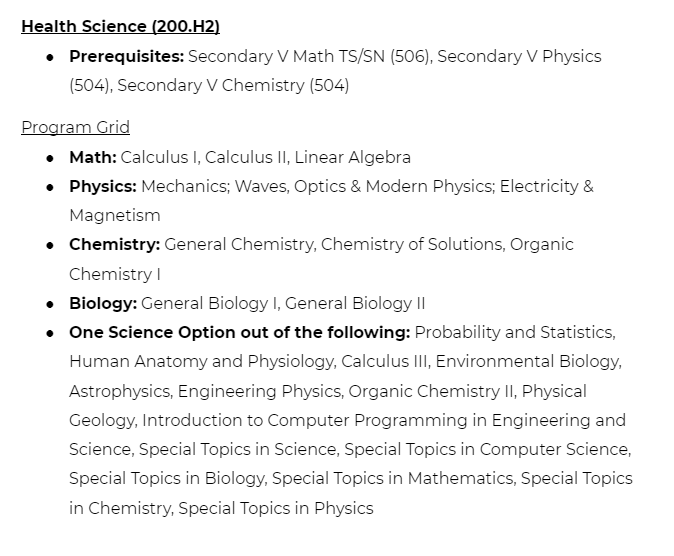 Health Science (200.H2)
● Prerequisites: Secondary V Math TS/SN (506), Secondary V Physics
(504), Secondary V Chemistry (504)
Program Grid
● Math: Calculus I, Calculus II, Linear Algebra
● Physics: Mechanics; Waves, Optics & Modern Physics; Electricity &
Magnetism
● Chemistry: General Chemistry, Chemistry of Solutions, Organic
Chemistry I
● Biology: General Biology I, General Biology II
● One Science Option out of the following: Probability and Statistics,
Human Anatomy and Physiology, Calculus III, Environmental Biology,
Astrophysics, Engineering Physics, Organic Chemistry II, Physical
Geology, Introduction to Computer Programming in Engineering and
Science, Special Topics in Science, Special Topics in Computer Science,
Special Topics in Biology, Special Topics in Mathematics, Special Topics
in Chemistry, Special Topics in Physics